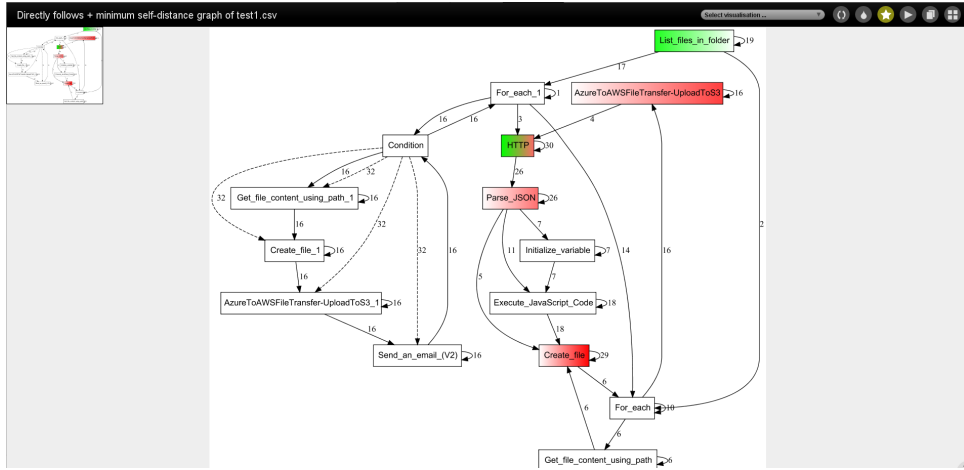 Directly follows + minimum self-distance graph of test1.csv
Select visualisation ...
List_files_in_folder
19
17
For_each_1
1
AzureToAWSFileTransfer-UploadToS3
16
16
16
3
4
Condition
HTTP
30
16
32
26
Get_file_content_using_path_1
16
Parse_JSON
26
32
32
32
16
16
7
2
Create_file_1
16
5
11
Initialize_variable
7
14
16
16
7
AzureToAWSFileTransfer-UploadToS3_1
16
Execute_JavaScript_Code
18
16
18
Send_an_email_(V2)
16
Create_file
29
6
6
For_each
10
6
Get_file_content_using_path
6